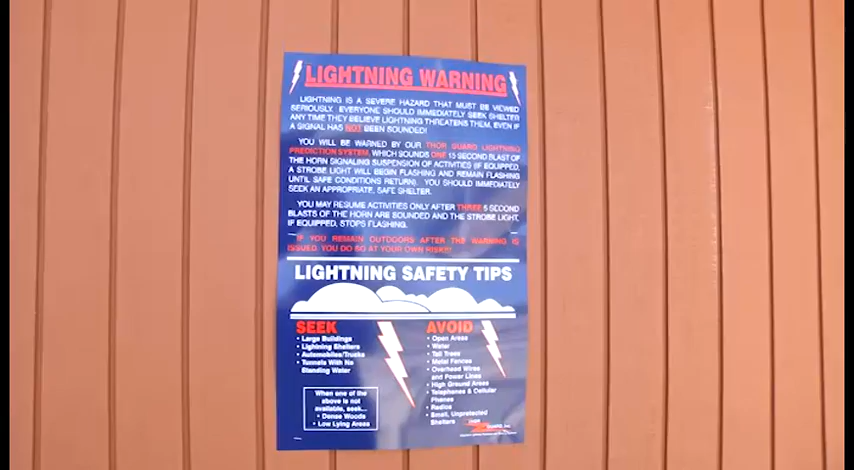 LIGHTNING WARNING
LIGHTNING IS A SEVERE HAZARD THAT MUST BE VIEWED
SERIOUSLY. EVERYONE SHOULD IMMEDIATELY SEEK SHELTER
ANY TIME THEY BELIEVE LIGHTNING THREATENS THEM, EVEN IF
A SIGNAL HAS NOT BEEN SOUNDED!
YOU WILL BE WARNED BY OUR THOR GUARD LIGHTNING
PREDICTION SYSTEM, WHICH SOUNDS ONE 15 SECOND BLAST OF
THE HORN SIGNALING SUSPENSION OF ACTIVITIES (IF EQUIPPED,
A STROBE LIGHT WILL BEGIN FLASHING AND REMAIN FLASHING
UNTIL SAFE CONDITIONS RETURN). YOU SHOULD IMMEDIATELY
SEEK AN APPROPRIATE, SAFE SHELTER.
YOU MAY RESUME ACTIVITIES ONLY AFTER THREE 5 SECOND
BLASTS OF THE HORN ARE SOUNDED AND THE STROBE LIGHT,
IF EQUIPPED, STOPS FLASHING.
IF YOU REMAIN OUTDOORS AFTER THE WARNING IS
ISSUED, YOU DO SO AT YOUR OWN RISK!!
LIGHTNING SAFETY TIPS
SEEK
• Large Buildings
• Lightning Shelters
• Automobiles/Trucks
• Tunnels With No
Standing Water
When one of the
above is not
available, seek...
• Dense Woods
• Low Lying Areas
AVOID
• Open Areas
• Water
• Tall Trees
• Metal Fences
• Overhead Wires
and Power Lines
• High Ground Areas
• Telephones & Cellular
Phones
• Radios
• Small, Unprotected
Shelters